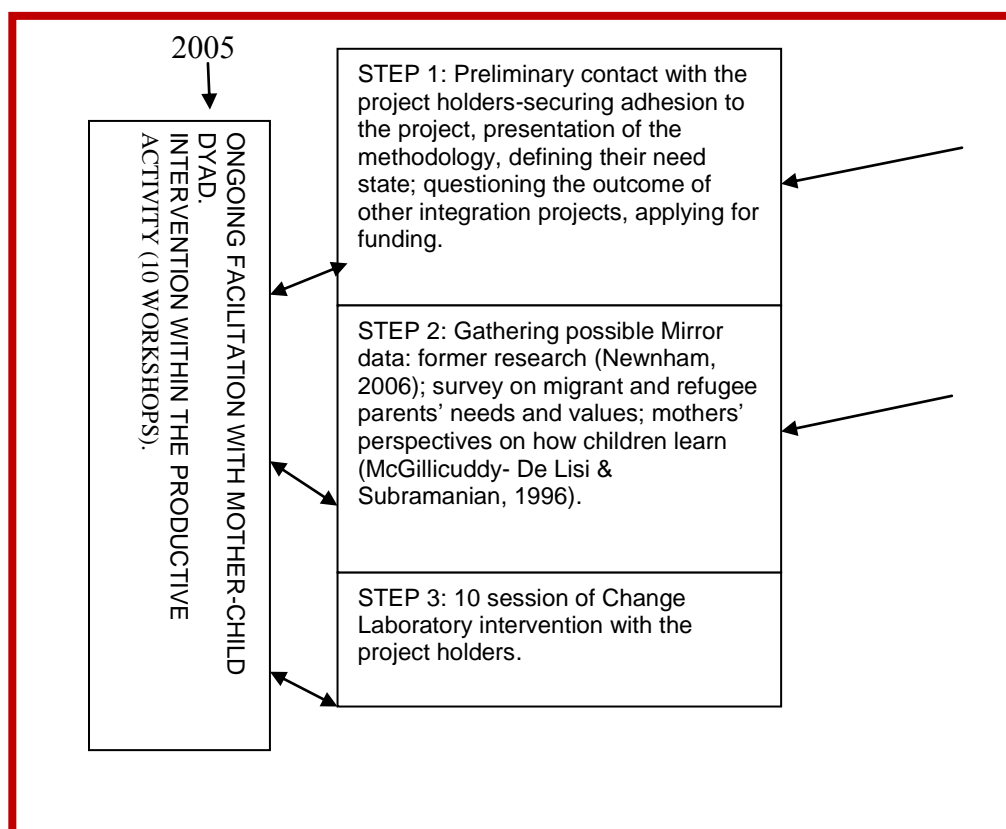 2005
ONGOING FACILITATION WITH MOTHER-CHILD
DYAD.
INTERVENTION WITHIN THE PRODUCTIVE
ACTIVITY (10 WORKSHOPS).
STEP 1: Preliminary contact with the
project holders-securing adhesion to
the project, presentation of the
methodology, defining their need
state; questioning the outcome of
other integration projects, applying for
funding.
STEP 2: Gathering possible Mirror
data: former research (Newnham,
2006); survey on migrant and refugee
parents’ needs and values; mothers’
perspectives on how children learn
(McGillicuddy- De Lisi &
Subramanian, 1996).
STEP 3: 10 session of Change
Laboratory intervention with the
project holders.